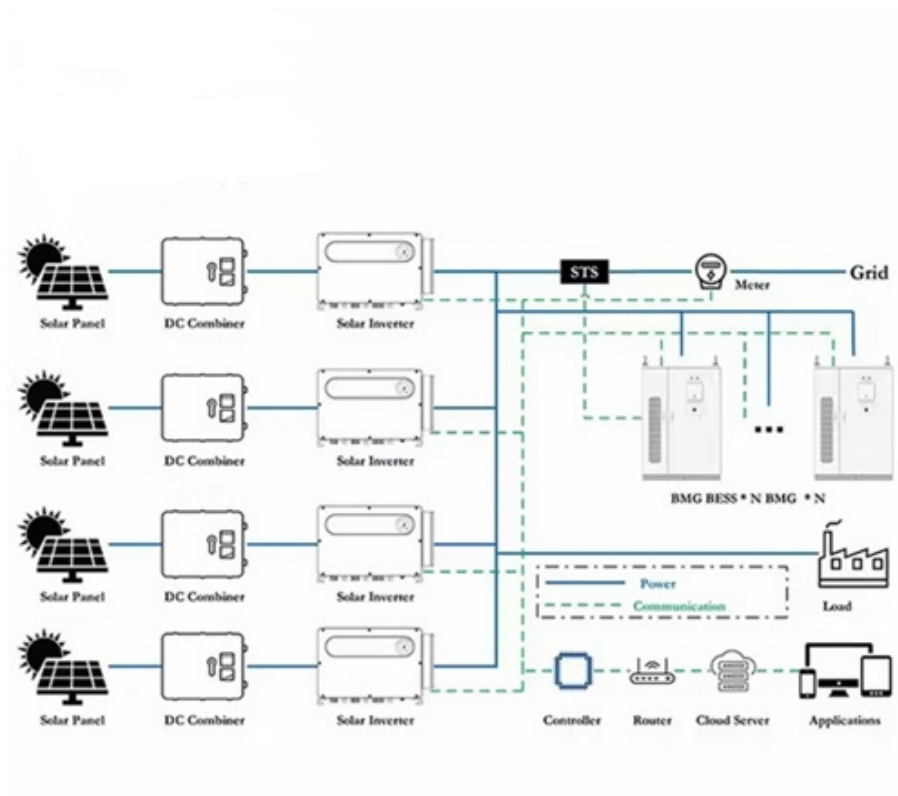 STS
Grid
Meter
Solar Panel DC Combiner Solar Inverter
Solar Panel DC Combiner Solar Inverter
BMG BESS * N BMG * N
Solar Panel DC Combiner Solar Inverter
Power
Communication
Load
Solar Panel DC Combiner Solar Inverter
Controller Router Cloud Server Applications